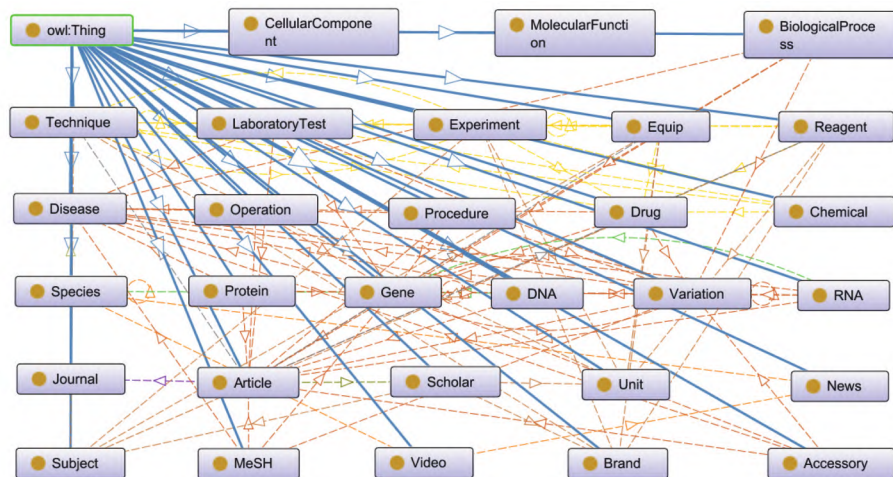 owl:Thing
CellularCompone
nt
MolecularFuncti
on
BiologicalProce
ss
Technique
LaboratoryTest
Experiment
Equip
Reagent
Disease
Operation
Procedure
Drug
Chemical
Species
Protein
Gene
DNA
Variation
RNA
Journal
Article
Scholar
Unit
News
Subject
MeSH
Video
Brand
Accessory